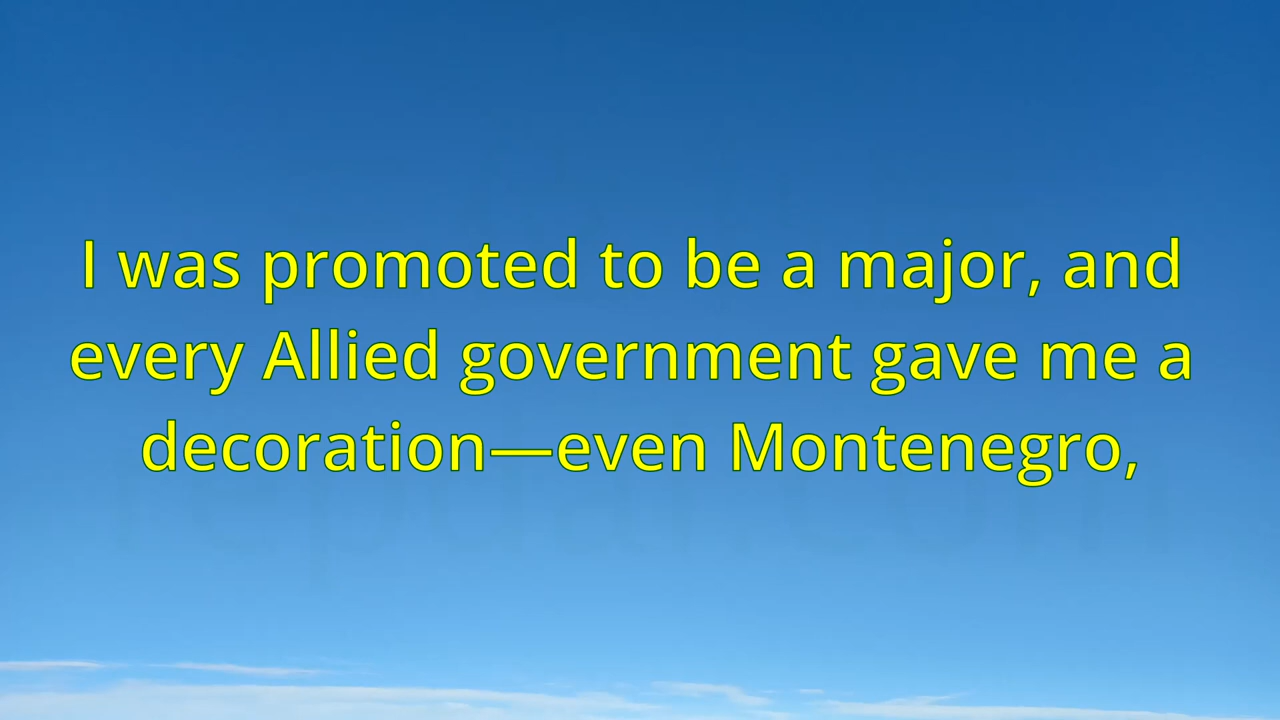 I was promoted to be a major, and
every Allied government gave me a
decoration—even Montenegro,